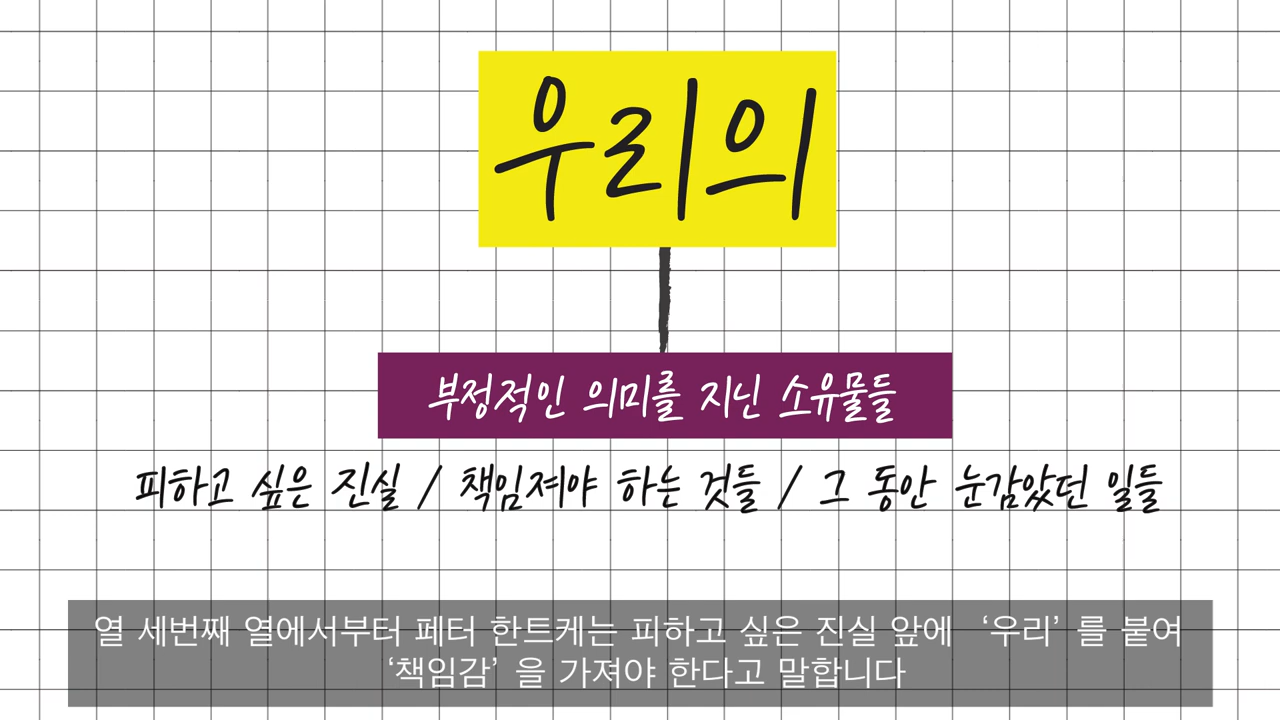 우리의
부정적인 의미를 지닌 소유물들
피하고 싶은 진실 / 책임져야 하는 것들 / 그 동안 눈감았던 일들
열 세번째 열에서부터 페터 한트케는 피하고 싶은 진실 앞에 ‘우리’ 를 붙여
‘책임감’ 을 가져야 한다고 말합니다